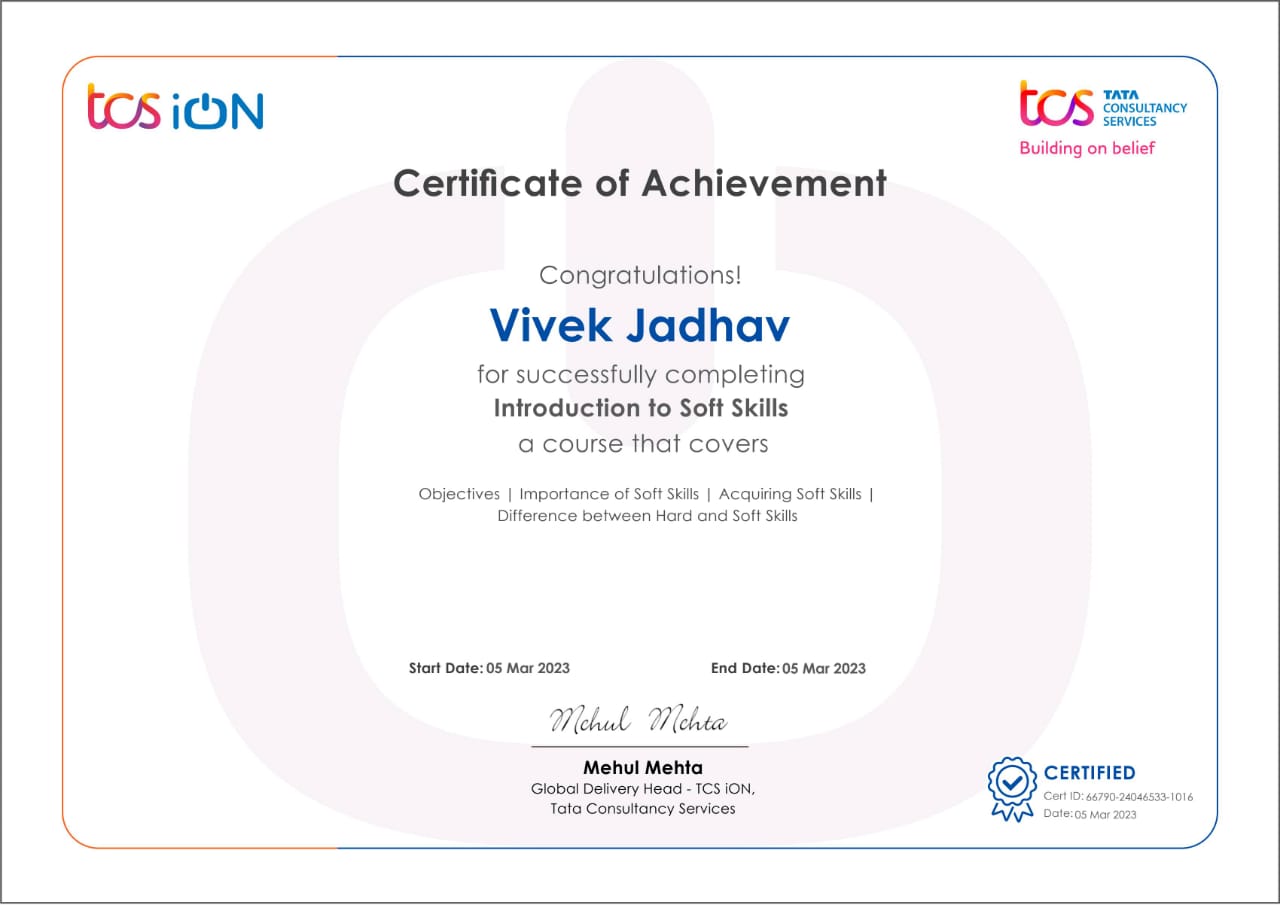 tcs iON
tcs TATA
CONSULTANCY
SERVICES
Building on belief
Certificate of Achievement
Congratulations!
Vivek Jadhav
for successfully completing
Introduction to Soft Skills
a course that covers
Objectives | Importance of Soft Skills | Acquiring Soft Skills |
Difference between Hard and Soft Skills
Start Date: 05 Mar 2023 End Date: 05 Mar 2023
Mehul Mehta
Mehul Mehta
Global Delivery Head - TCS iON,
Tata Consultancy Services
CERTIFIED
Cert ID: 66790-24046533-1016
Date: 05 Mar 2023